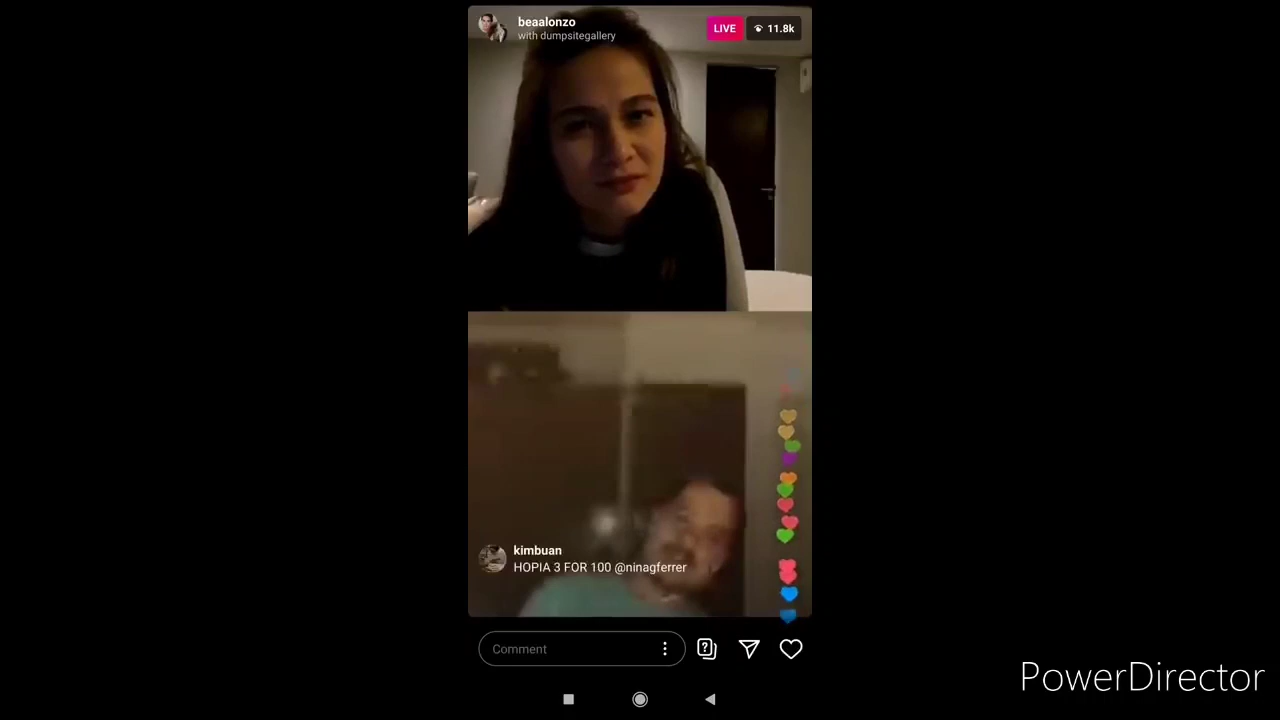 beaalonzo
with dumpsitegallery
LIVE
11.8k
kimbuan
HOPIA 3 FOR 100 @ninagferrer
Comment
PowerDirector